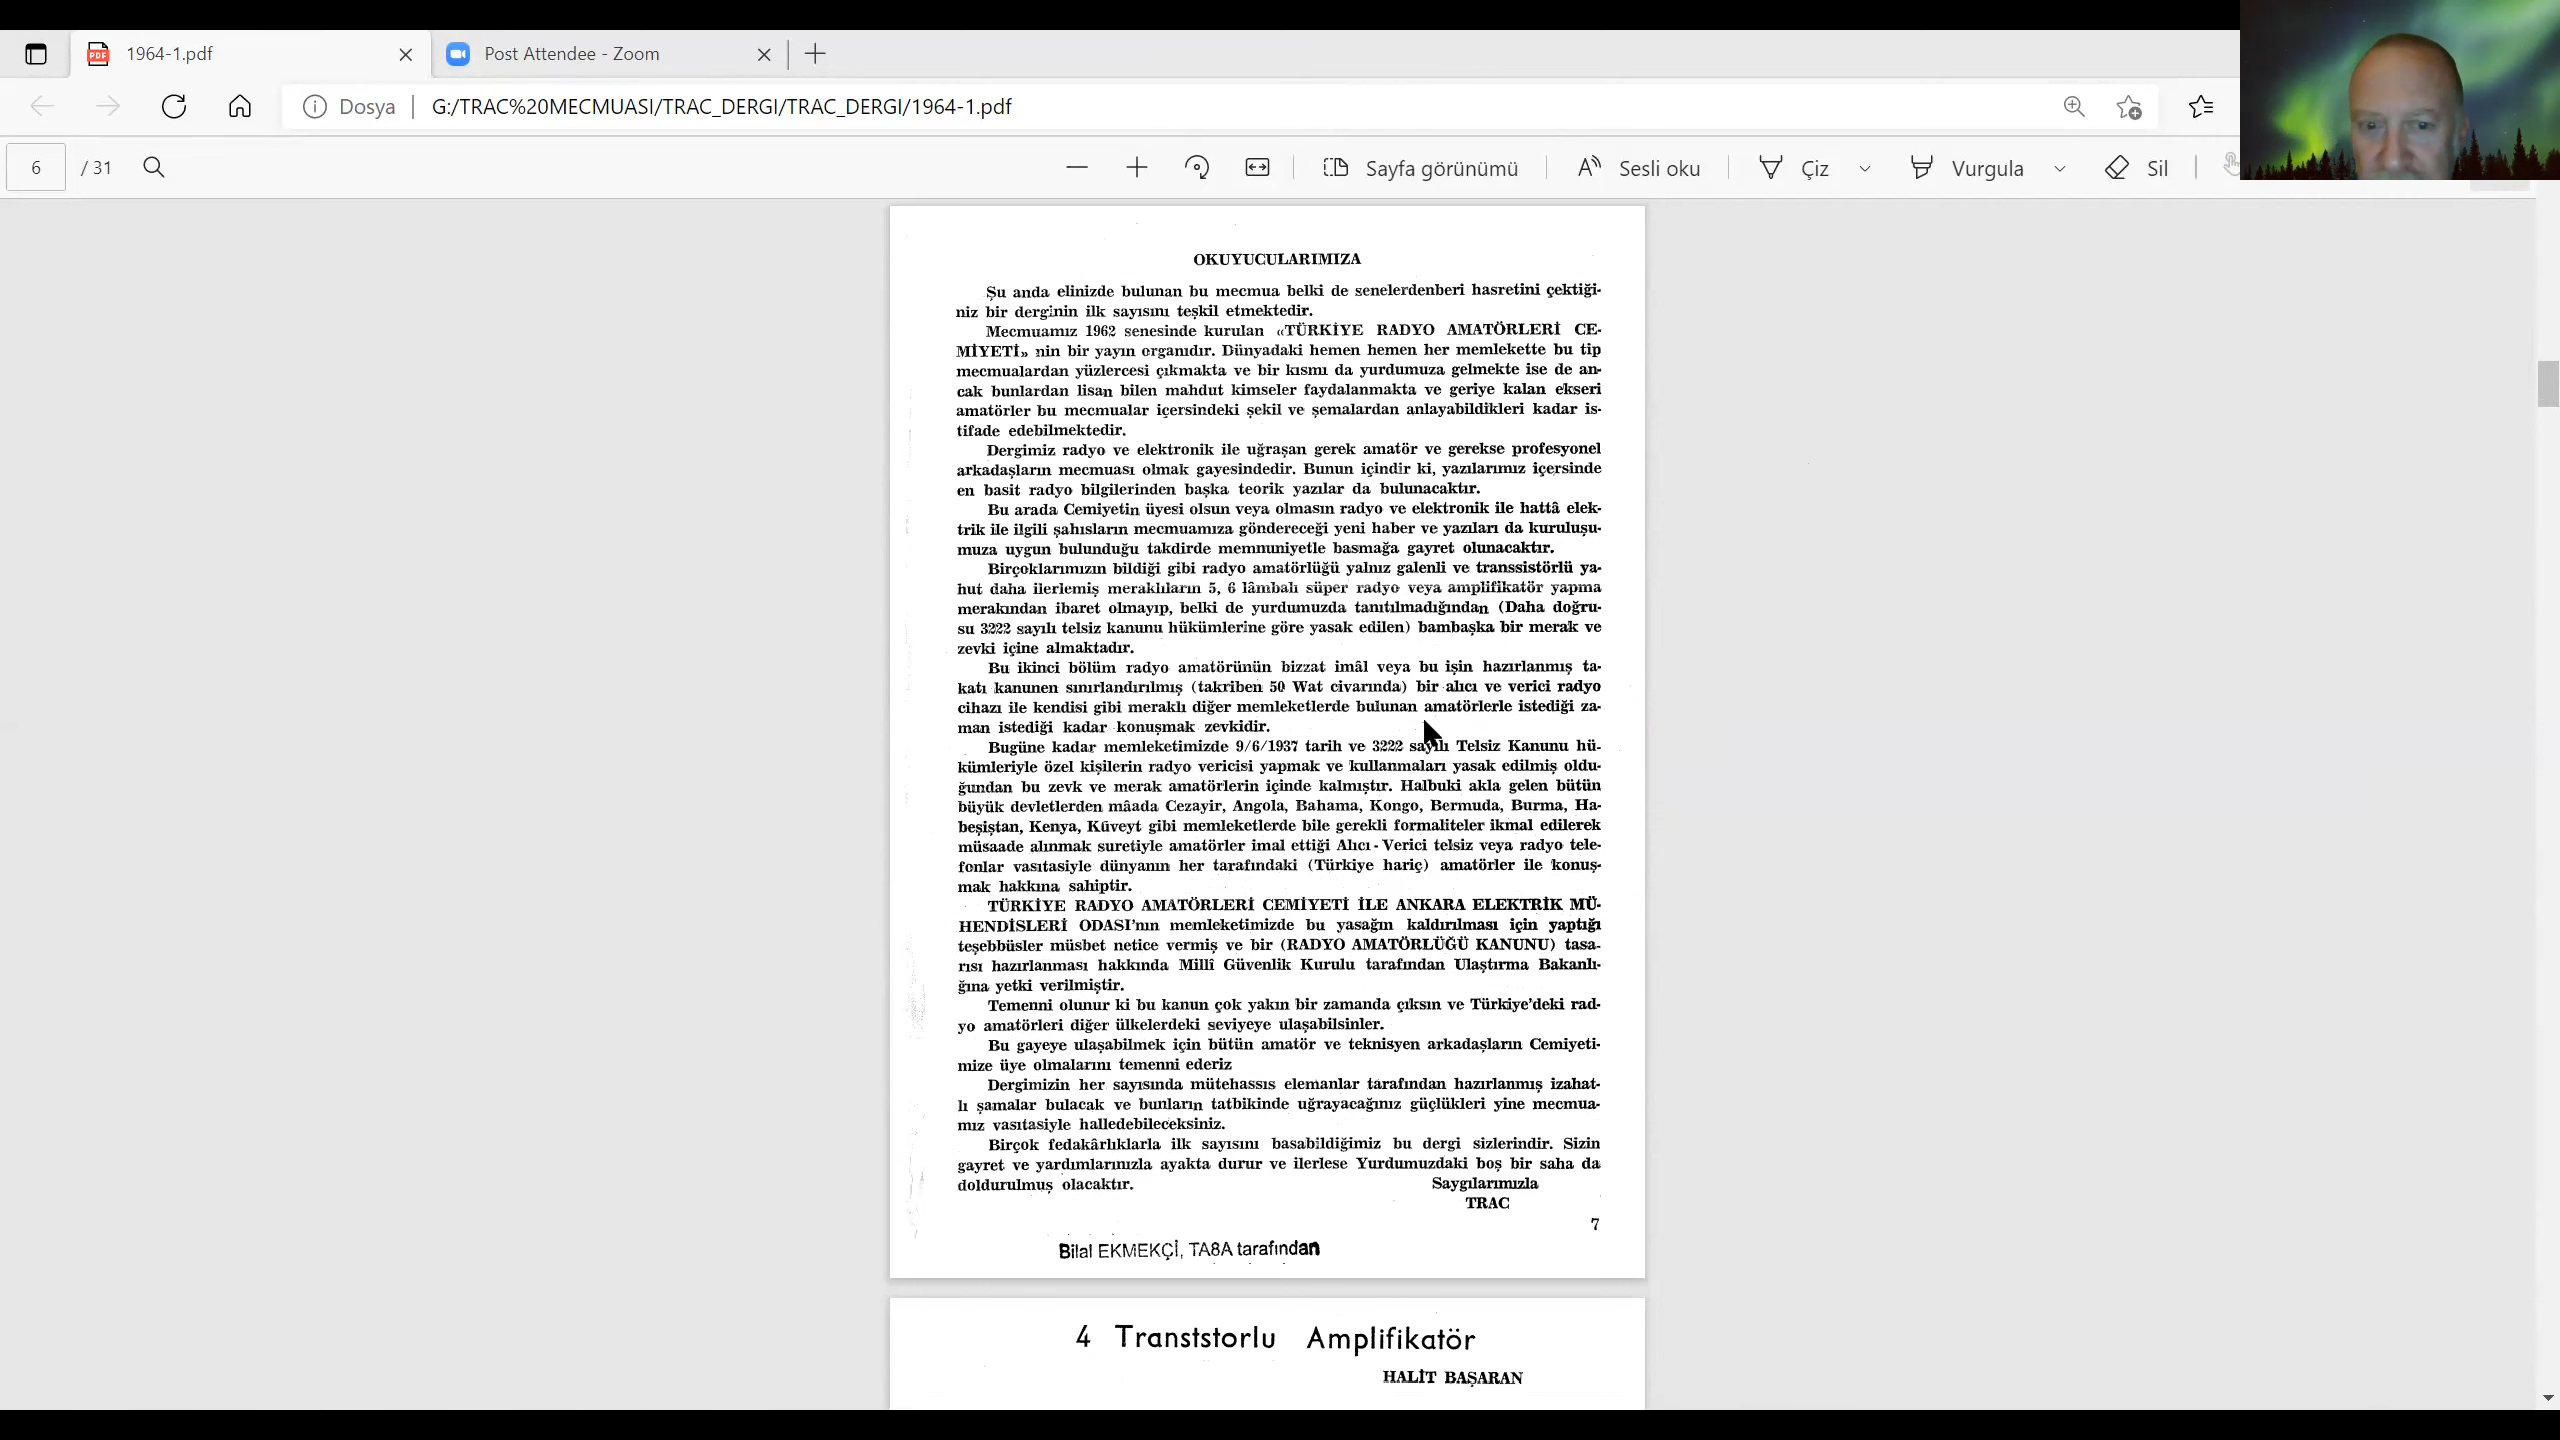 1964-1.pdf
Post Attendee - Zoom
Dosya
G:/TRAC%20MECMUASI/TRAC_DERGI/TRAC_DERGI/1964-1.pdf
6 / 31
Sayfa görünümü
Sesli oku
Çiz
Vurgula
Sil
OKUYUCULARIMIZA
Şu anda elinizde bulunan bu mecmua belki de senelerdenberi hasretini çektiği-
niz bir derginin ilk sayısını teşkil etmektedir.
Mecmuamız 1962 senesinde kurulan «TÜRKİYE RADYO AMATÖRLERİ CE-
MİYETİ» nin bir yayın organıdır. Dünyadaki hemen hemen her memlekette bu tip
mecmualardan yüzlercesi çıkmakta ve bir kısmı da yurdumuza gelmekte ise de an-
cak bunlardan lisan bilen mahdut kimseler faydalanmakta ve geriye kalan ekseri
amatörler bu mecmualar içersindeki şekil ve şemalardan anlayabildikleri kadar is-
tifade edebilmektedir.
Dergimiz radyo ve elektronik ile uğraşan gerek amatör ve gerekse profesyonel
arkadaşların mecmuası olmak gayesindedir. Bunun içindir ki, yazılarımız içersinde
en basit radyo bilgilerinden başka teorik yazılar da bulunacaktır.
Bu arada Cemiyetin üyesi olsun veya olmasın radyo ve elektronik ile hattâ elek-
trik ile ilgili şahısların mecmuamıza göndereceği yeni haber ve yazıları da kuruluşu-
muza uygun bulunduğu takdirde memnuniyetle basmağa gayret olunacaktır.
Birçoklarımızın bildiği gibi radyo amatörlüğü yalnız galenli ve transsistörlü ya-
hut daha ilerlemiş meraklıların 5, 6 lâmbalı süper radyo veya amplifikatör yapma
merakından ibaret olmayıp, belki de yurdumuzda tanıtılmadığından (Daha doğru-
su 3222 sayılı telsiz kanunu hükümlerine göre yasak edilen) bambaşka bir merak ve
zevki içine almaktadır.
Bu ikinci bölüm radyo amatörünün bizzat imâl veya bu işin hazırlanmış ta-
katı kanunen sınırlandırılmış (takriben 50 Wat civarında) bir alıcı ve verici radyo
cihazı ile kendisi gibi meraklı diğer memleketlerde bulunan amatörlerle istediği za-
man istediği kadar konuşmak zevkidir.
Bugüne kadar memleketimizde 9/6/1937 tarih ve 3222 sayılı Telsiz Kanunu hü-
kümleriyle özel kişilerin radyo vericisi yapmak ve kullanmaları yasak edilmiş oldu-
ğundan bu zevk ve merak amatörlerin içinde kalmıştır. Halbuki akla gelen bütün
büyük devletlerden mâada Cezayir, Angola, Bahama, Kongo, Bermuda, Burma, Ha-
beşiştan, Kenya, Küveyt gibi memleketlerde bile gerekli formaliteler ikmal edilerek
müsaade alınmak suretiyle amatörler imal ettiği Alıcı-Verici telsiz veya radyo tele-
fonlar vasıtasiyle dünyanın her tarafındaki (Türkiye hariç) amatörler ile konuş-
mak hakkına sahiptir.
TÜRKİYE RADYO AMATÖRLERİ CEMİYETİ İLE ANKARA ELEKTRİK MÜ-
HENDİSLERİ ODASI'nın memleketimizde bu yasağın kaldırılması için yaptığı
teşebbüsler müsbet netice vermiş ve bir (RADYO AMATÖRLÜĞÜ KANUNU) tasa-
rısı hazırlanması hakkında Millî Güvenlik Kurulu tarafından Ulaştırma Bakanlı-
ğına yetki verilmiştir.
Temenni olunur ki bu kanun çok yakın bir zamanda çıksın ve Türkiye'deki rad-
yo amatörleri diğer ülkelerdeki seviyeye ulaşabilsinler.
Bu gayeye ulaşabilmek için bütün amatör ve teknisyen arkadaşların Cemiyeti-
mize üye olmalarını temenni ederiz
Dergimizin her sayısında mütehassıs elemanlar tarafından hazırlanmış izahat-
lı şamalar bulacak ve bunların tatbikinde uğrayacağınız güçlükleri yine mecmua-
mız vasıtasiyle halledebileceksiniz.
Birçok fedakârlıklarla ilk sayısını basabildiğimiz bu dergi sizlerindir. Sizin
gayret ve yardımlarınızla ayakta durur ve ilerlese Yurdumuzdaki boş bir saha da
doldurulmuş olacaktır.
Saygılarımızla
TRAC
7
Bilal EKMEKÇİ, TA8A tarafından
4 Tranststorlu Amplifikatör
HALİT BAŞARAN